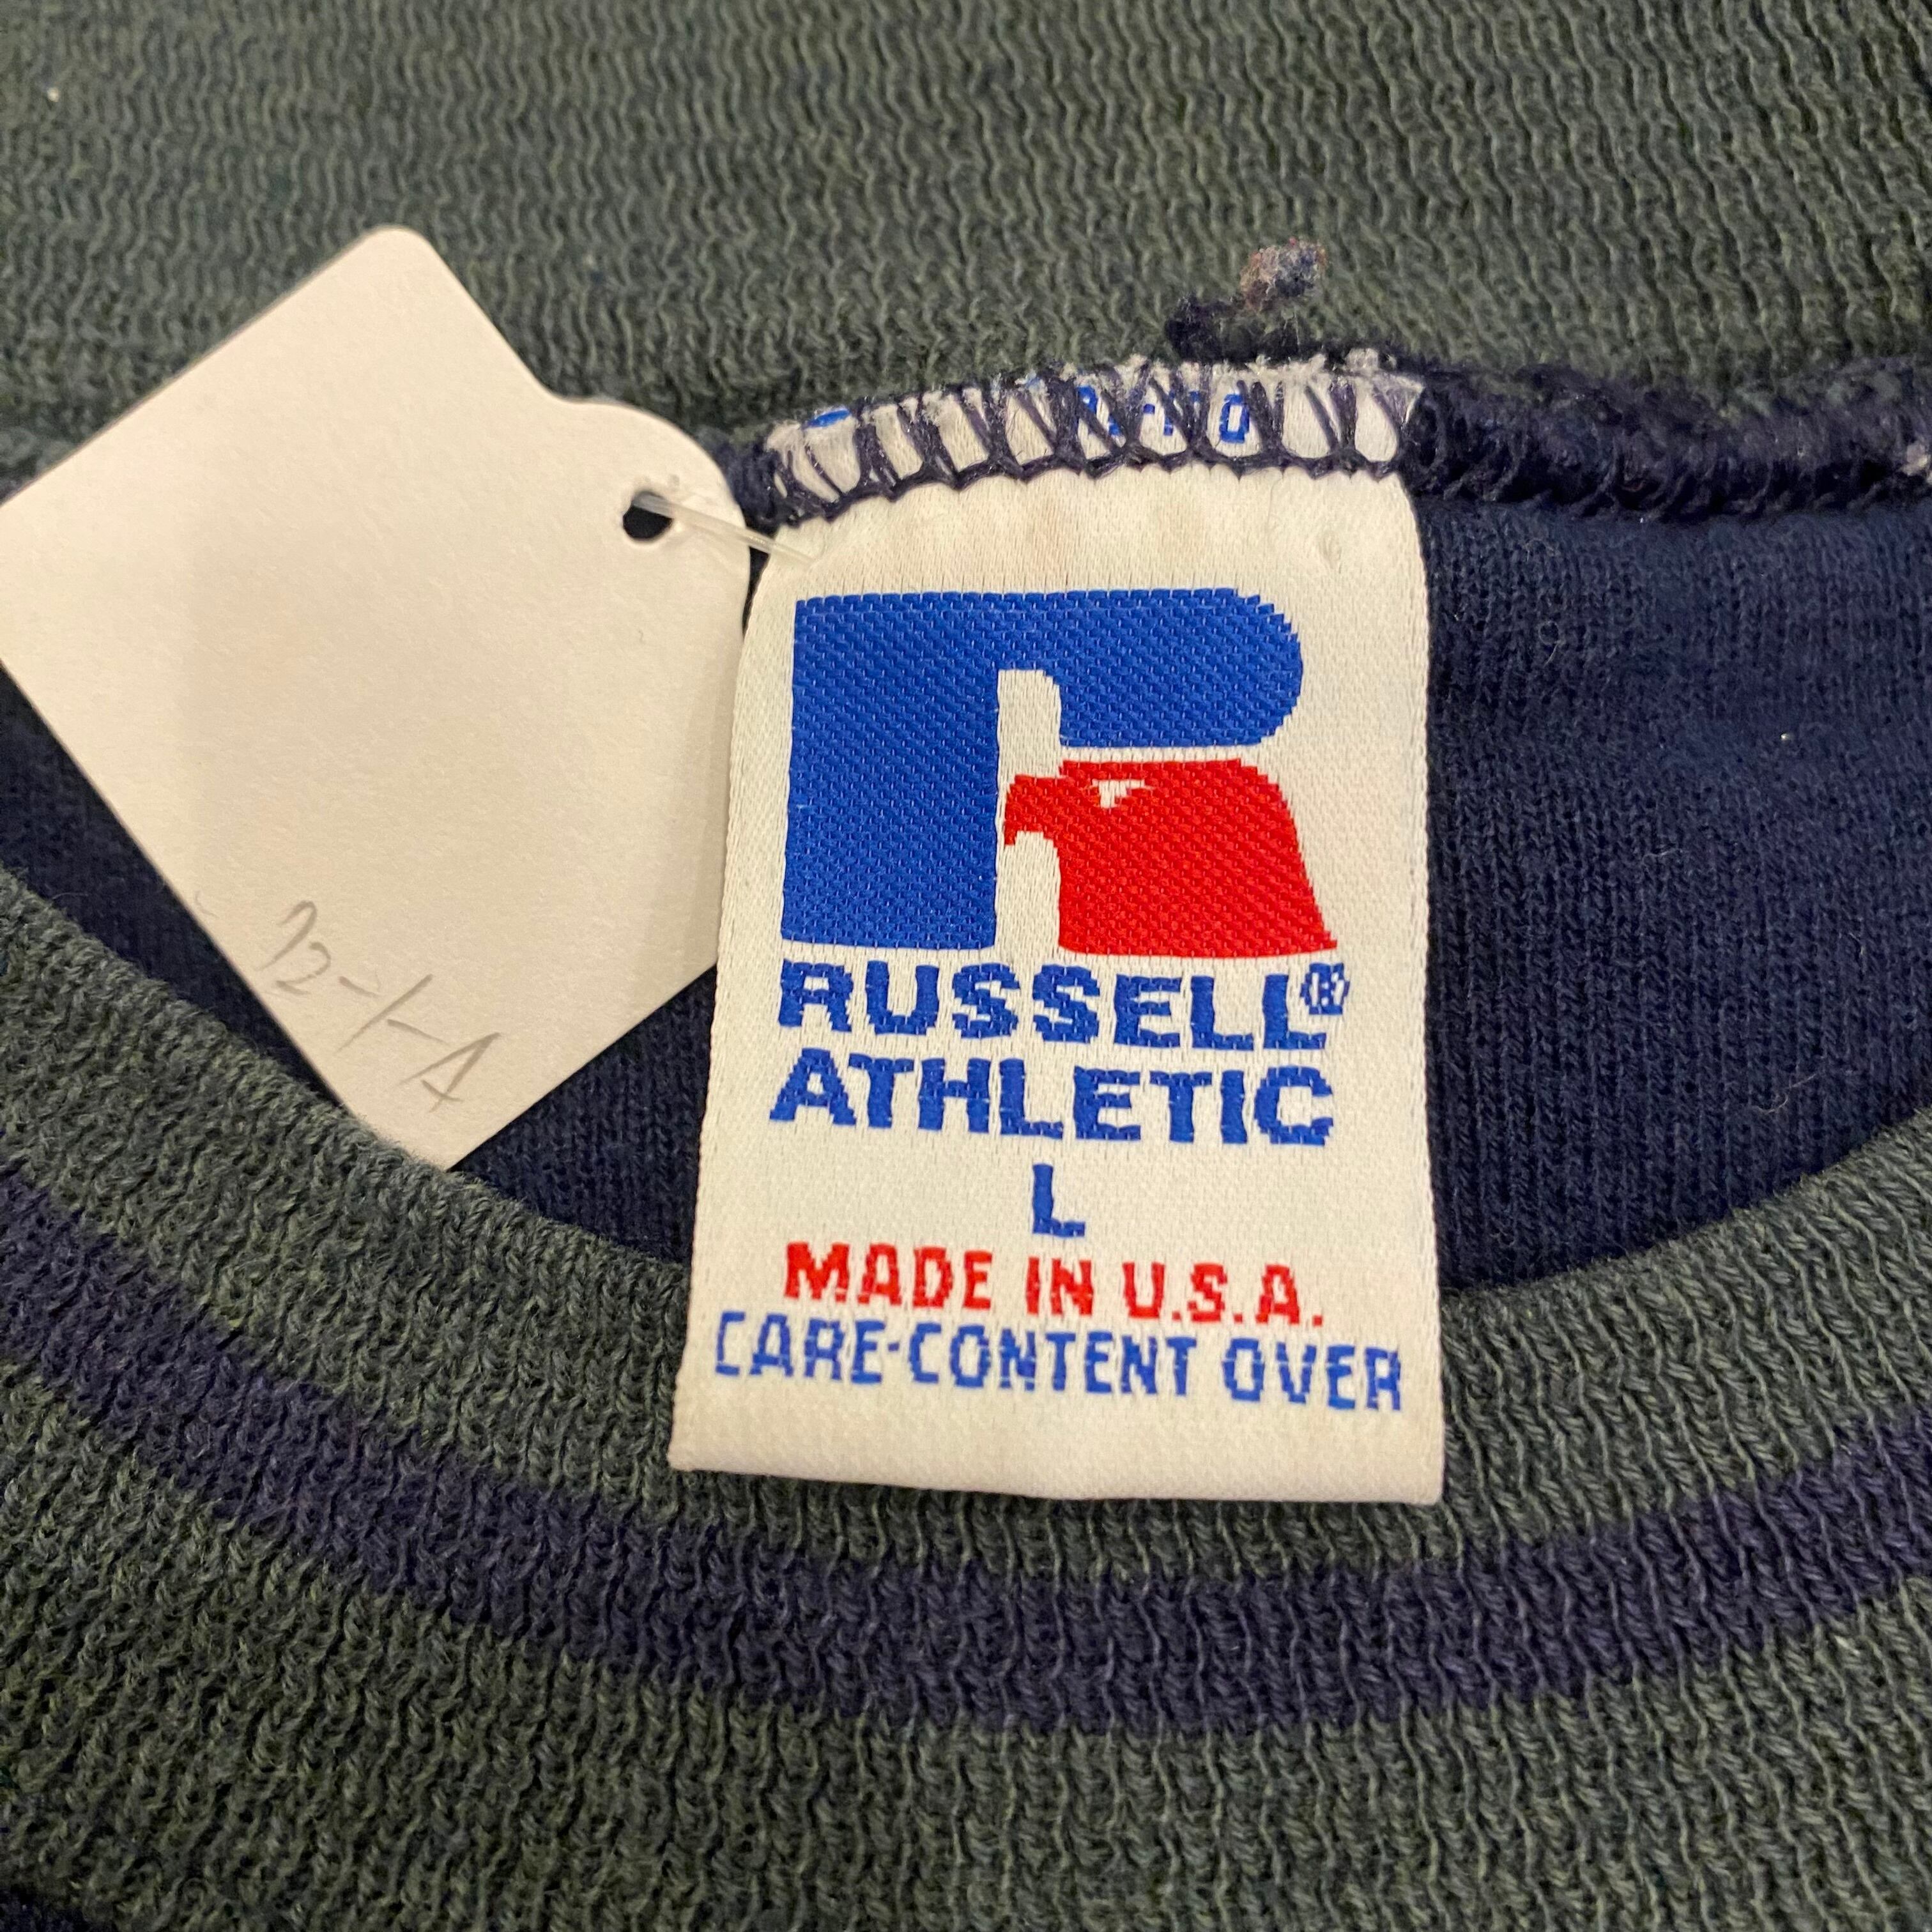 RUSSELL®
ATHLETIC
L
MADE IN U.S.A.
CARE-CONTENT OVER